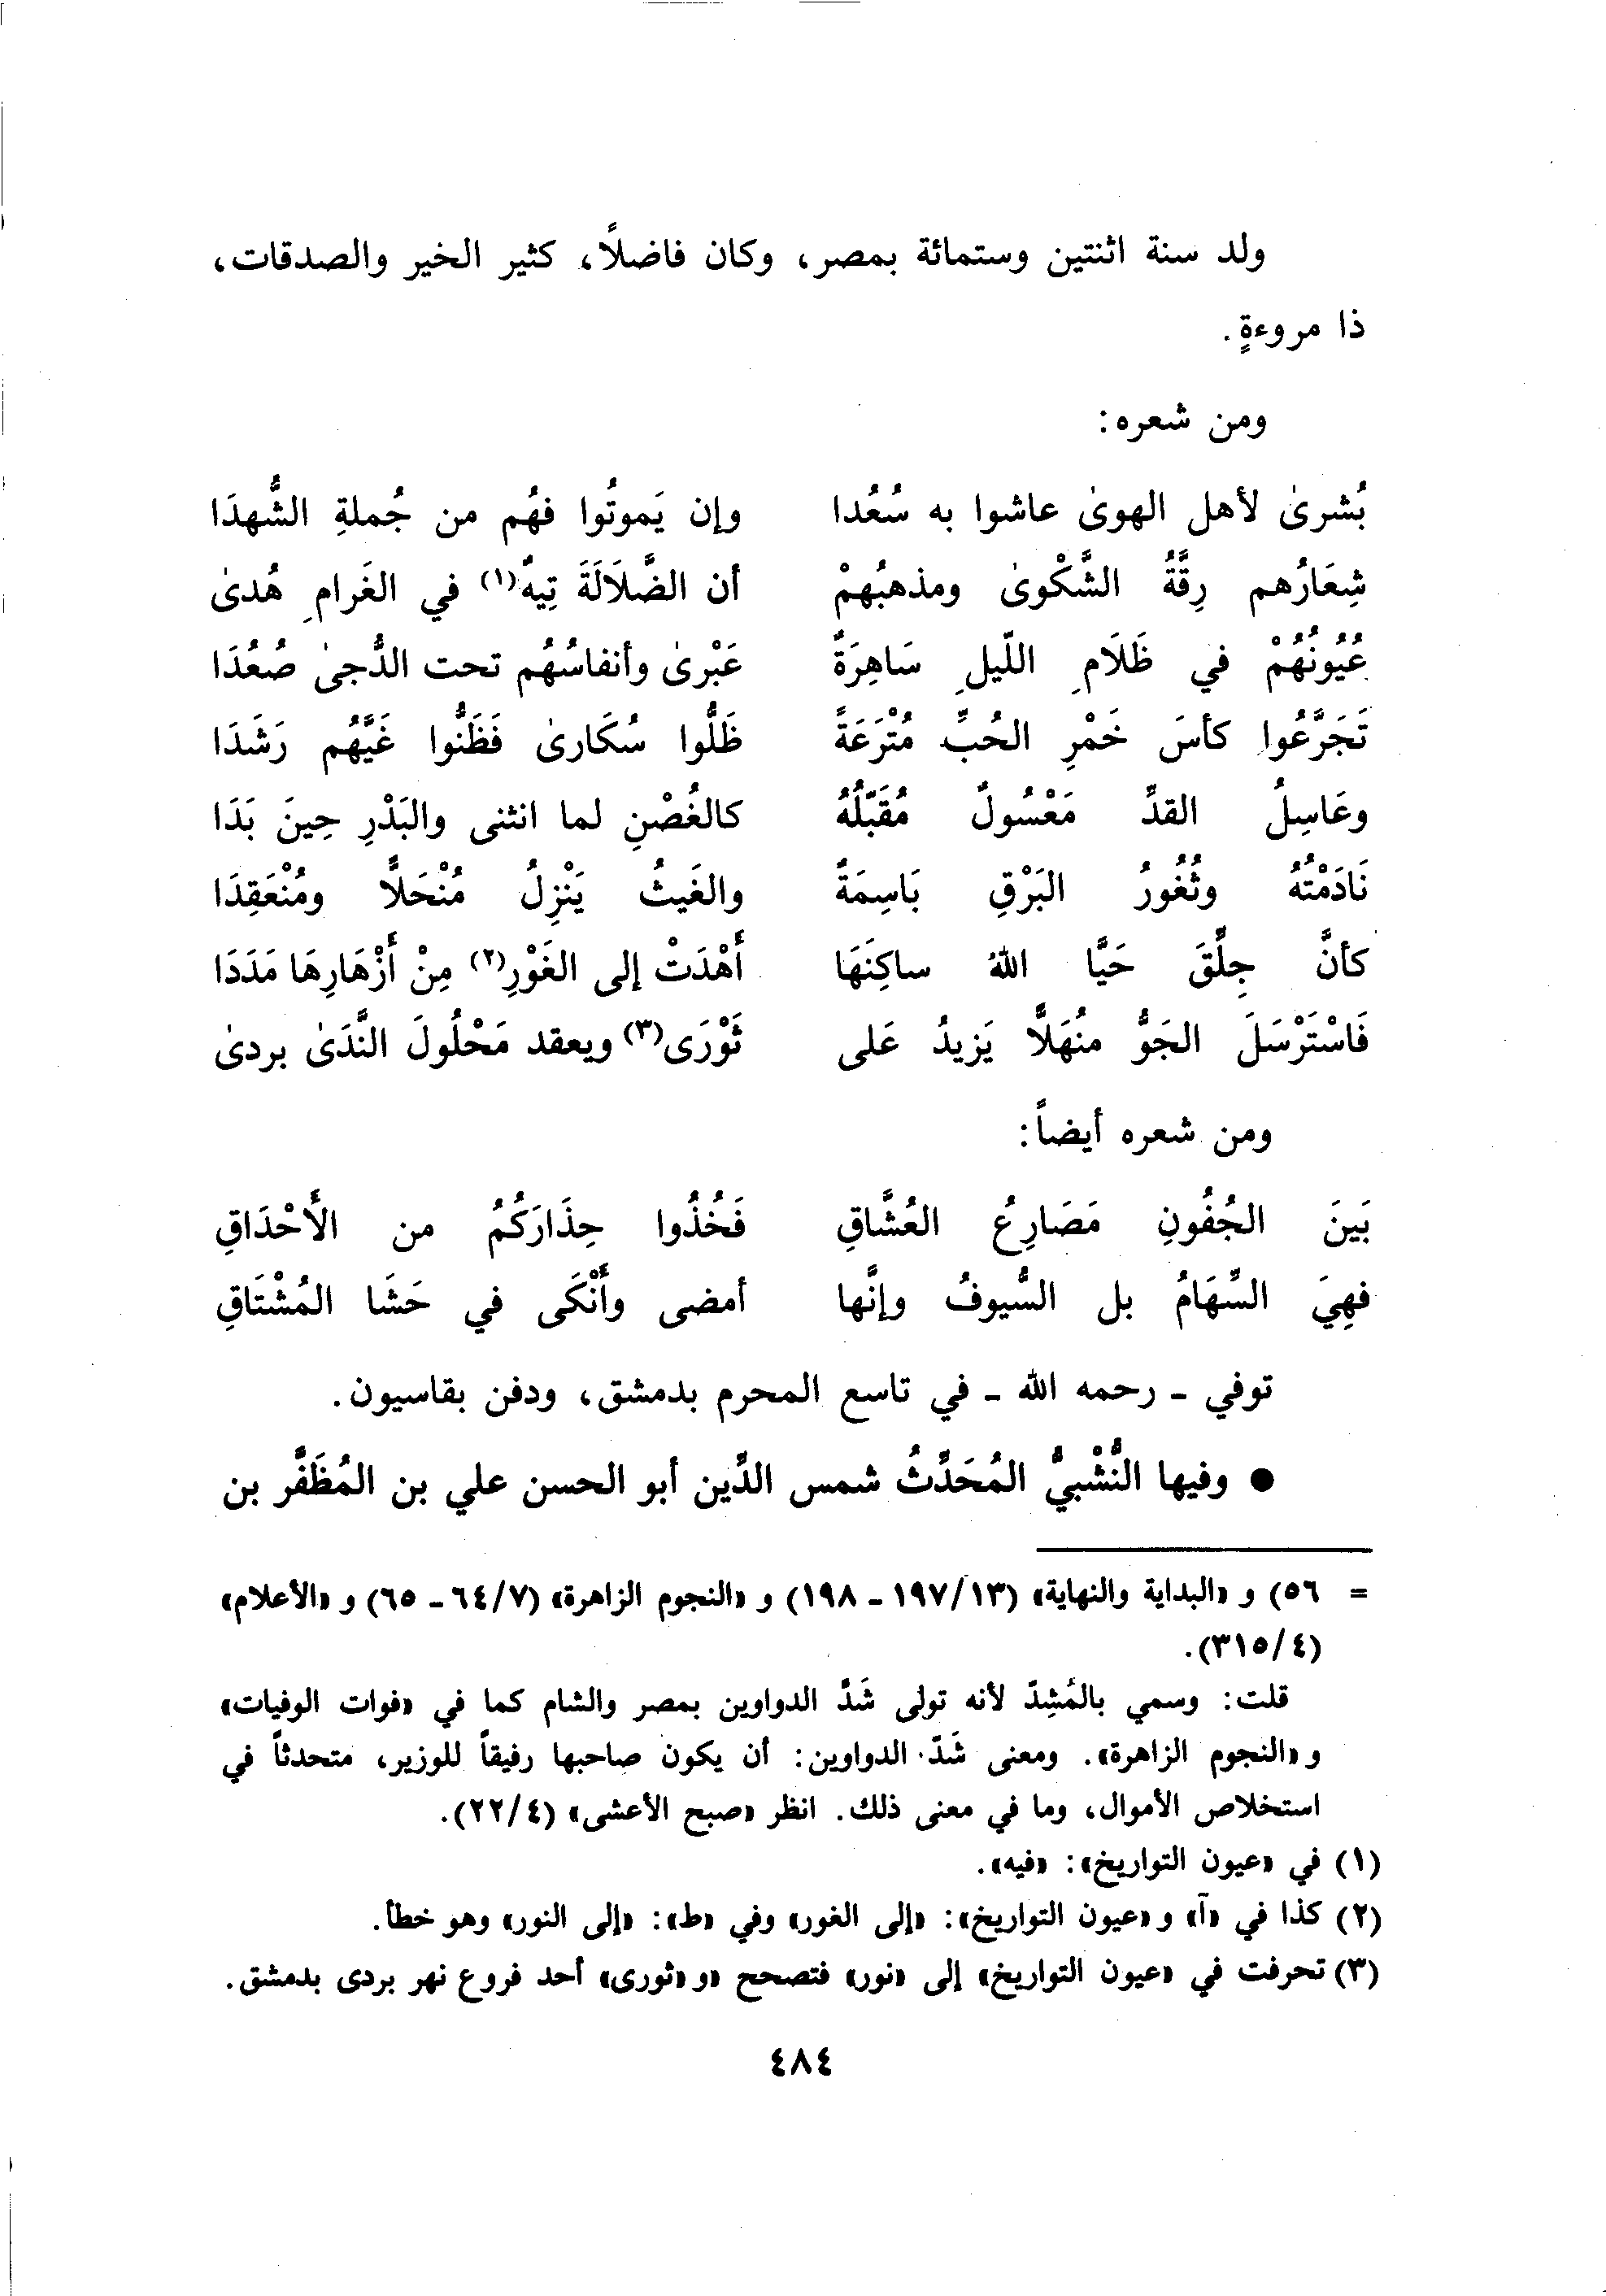 ولد سنة اثنتين وستمائة بمصر، وكان فاضلاً، كثير الخير والصدقات،
ذا مروءةٍ.
ومن شعره:
بُشرىٰ لأهل الهوىٰ عاشوا به سُعُدا وإن يَموتُوا فهُم من جُملةِ الشُّهدَا
شِعَارُهم رِقَّةُ الشَّكْوىٰ ومذهبُهمْ أن الضَّلَالَةَ تِيهٌ(١) في الغَرامِ هُدىٰ
عُيُونُهُمْ في ظَلَامِ اللّيلِ سَاهِرَةٌ عَبْرىٰ وأنفاسُهُم تحت الدُّجىٰ صُعُدَا
تَجَرَّعُوا كأسَ خَمْرِ الحُبِّ مُتْرَعَةً ظَلُّوا سُكَارىٰ فَظَنُّوا غَيَّهُم رَشَدَا
وعَاسِلُ القدِّ مَعْسُولٌ مُقَبَّلُهُ كالغُصْنِ لما انثنى والبَدْرِ حِينَ بَدَا
نَادَمْتُهُ وثُغُورُ البَرْقِ بَاسِمَةٌ والغَيثُ يَنْزِلُ مُنْحَلًّا ومُنْعَقِدَا
كأنَّ جِلَّقَ حَيَّا اللهُ ساكِنَهَا أَهْدَتْ إلى الغَوْرِ(٢) مِنْ أَزْهَارِهَا مَدَدَا
فَاسْتَرْسَلَ الجَوُّ منُهَلًّا يَزيدُ عَلى ثَوْرَى(٣) ويعقد مَحْلُولَ النَّدَىٰ بردىٰ
ومن شعره أيضاً:
بَينَ الجُفُونِ مَصَارِعُ العُشَّاقِ فَخُذُوا حِذَارَكُمُ من الأَحْدَاقِ
فهِيَ السِّهَامُ بل السُّيوفُ وإنَّها أمضى وأَنْكَى في حَشَا المُشْتَاقِ
توفي - رحمه الله - في تاسع المحرم بدمشق، ودفن بقاسيون.
● وفيها النُّشْبيُّ المُحَدِّثُ شمس الدِّين أبو الحسن علي بن المُظَفَّر بن
= ٥٦) و «البداية والنهاية» (١٣/١٩٧ - ١٩٨) و «النجوم الزاهرة» (٧/٦٤ - ٦٥) و «الأعلام»
(٤/٣١٥).
قلت: وسمي بالمُشِدّ لأنه تولى شَدَّ الدواوين بمصر والشام كما في «فوات الوفيات»
و «النجوم الزاهرة». ومعنى شَدّ الدواوين: أن يكون صاحبها رفيقاً للوزير، متحدثاً في
استخلاص الأموال، وما في معنى ذلك. انظر «صبح الأعشى» (٤/٢٢).
(١) في «عيون التواريخ»: «فيه».
(٢) كذا في «آ» و «عيون التواريخ»: «إلى الغور» وفي «ط»: «إلى النور» وهو خطأ.
(٣) تحرفت في «عيون التواريخ» إلى «نور» فتصحح «و «ثورى» أحد فروع نهر بردى بدمشق.
٤٨٤